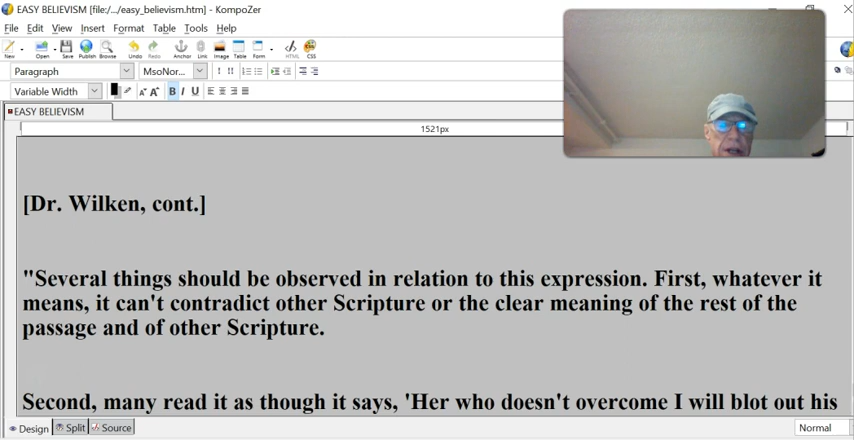 EASY BELIEVISM [file:/.../easy_believism.htm] - KompoZer
File Edit View Insert Format Table Tools Help
New Open Save Publish Browse Undo Redo Anchor Link Image Table Form HTML CSS
Paragraph MsoNor...
Variable Width B I U
EASY BELIEVISM
1521px
[Dr. Wilken, cont.]
"Several things should be observed in relation to this expression. First, whatever it
means, it can't contradict other Scripture or the clear meaning of the rest of the
passage and of other Scripture.
Second, many read it as though it says, 'Her who doesn't overcome I will blot out his
Design Split Source Normal